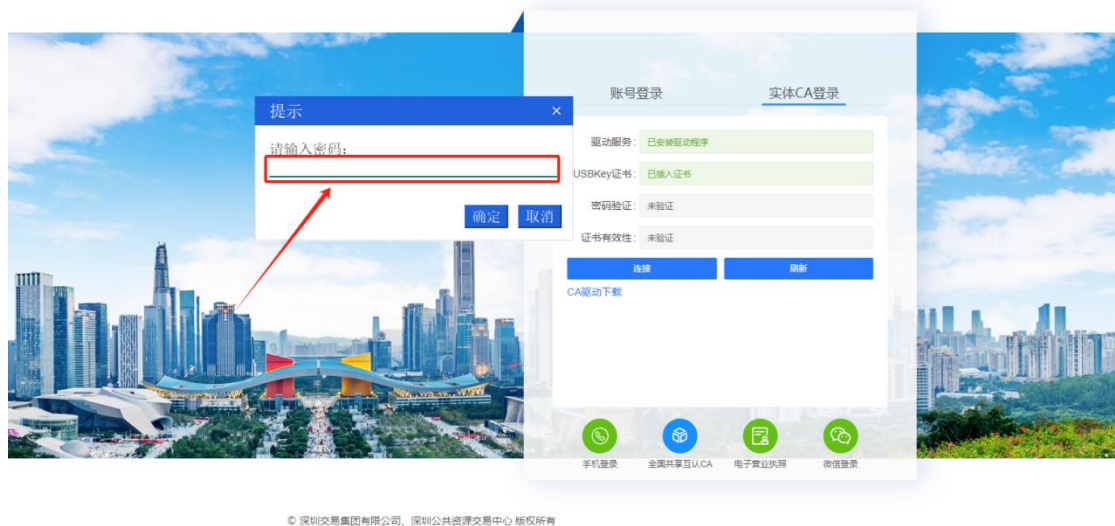 账号登录 实体CA登录
提示 ×
请输入密码：
确定 取消
驱动服务： 已安装驱动程序
USBKey证书： 已插入证书
密码验证： 未验证
证书有效性： 未验证
连接 刷新
CA驱动下载
手机登录 全国共享互认CA 电子营业执照 微信登录
© 深圳交易集团有限公司，深圳公共资源交易中心 版权所有